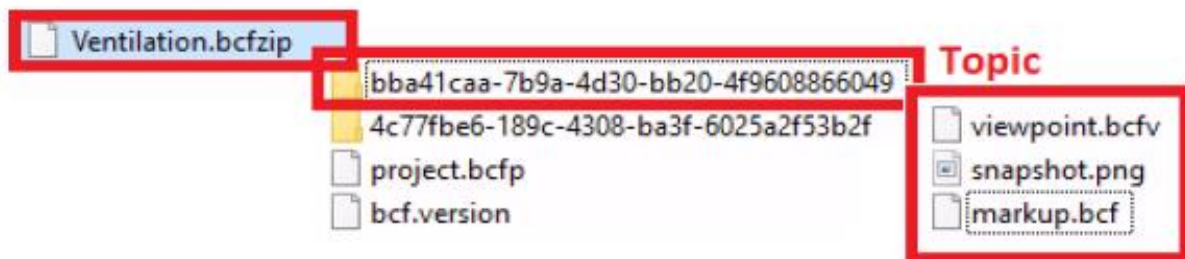 Ventilation.bcfzip
bba41caa-7b9a-4d30-bb20-4f9608866049
4c77fbe6-189c-4308-ba3f-6025a2f53b2f
project.bcfp
bcf.version
Topic
viewpoint.bcfv
snapshot.png
markup.bcf